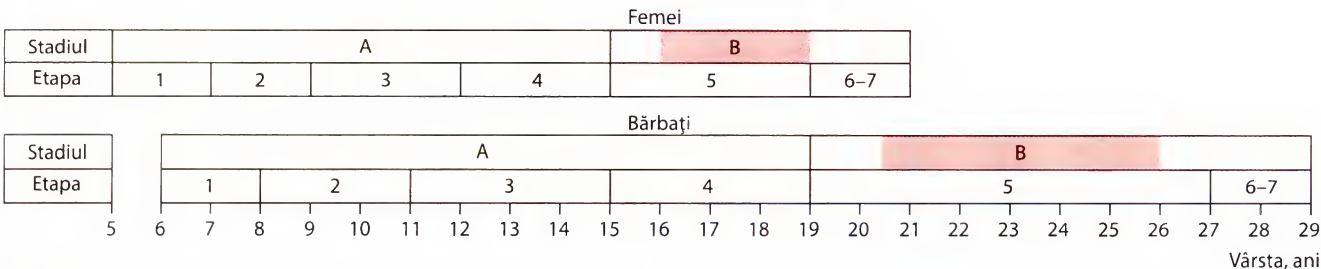 Femei
Stadiul A B
Etapa 1 2 3 4 5 6–7
Bărbați
Stadiul A B
Etapa 1 2 3 4 5 6–7
5 6 7 8 9 10 11 12 13 14 15 16 17 18 19 20 21 22 23 24 25 26 27 28 29
Vârsta, ani